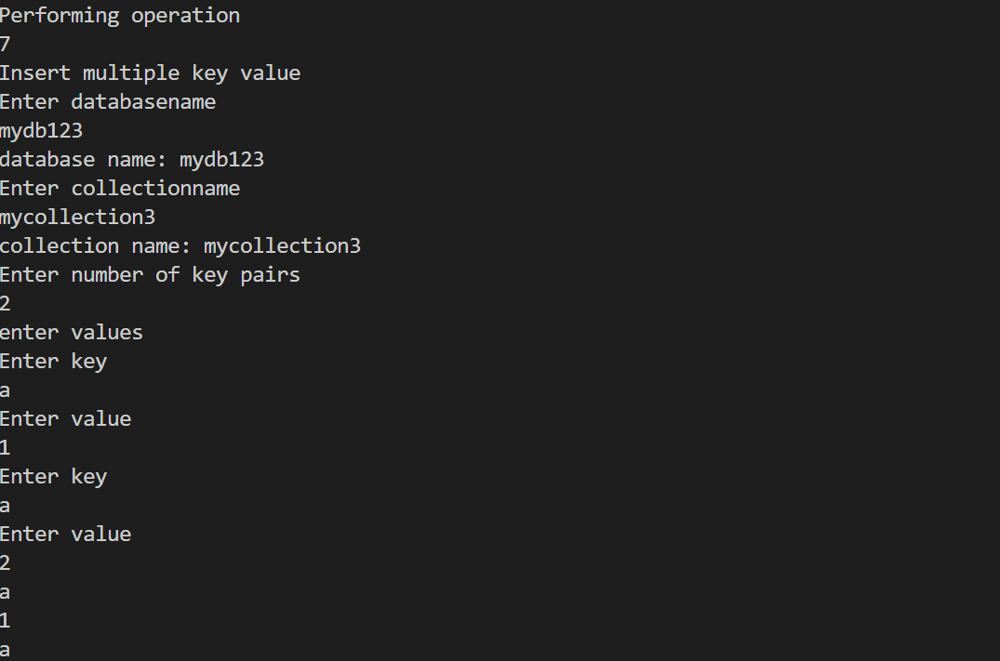 Performing operation
7
Insert multiple key value
Enter databasename
mydb123
database name: mydb123
Enter collectionname
mycollection3
collection name: mycollection3
Enter number of key pairs
2
enter values
Enter key
a
Enter value
1
Enter key
a
Enter value
2
a
1
a